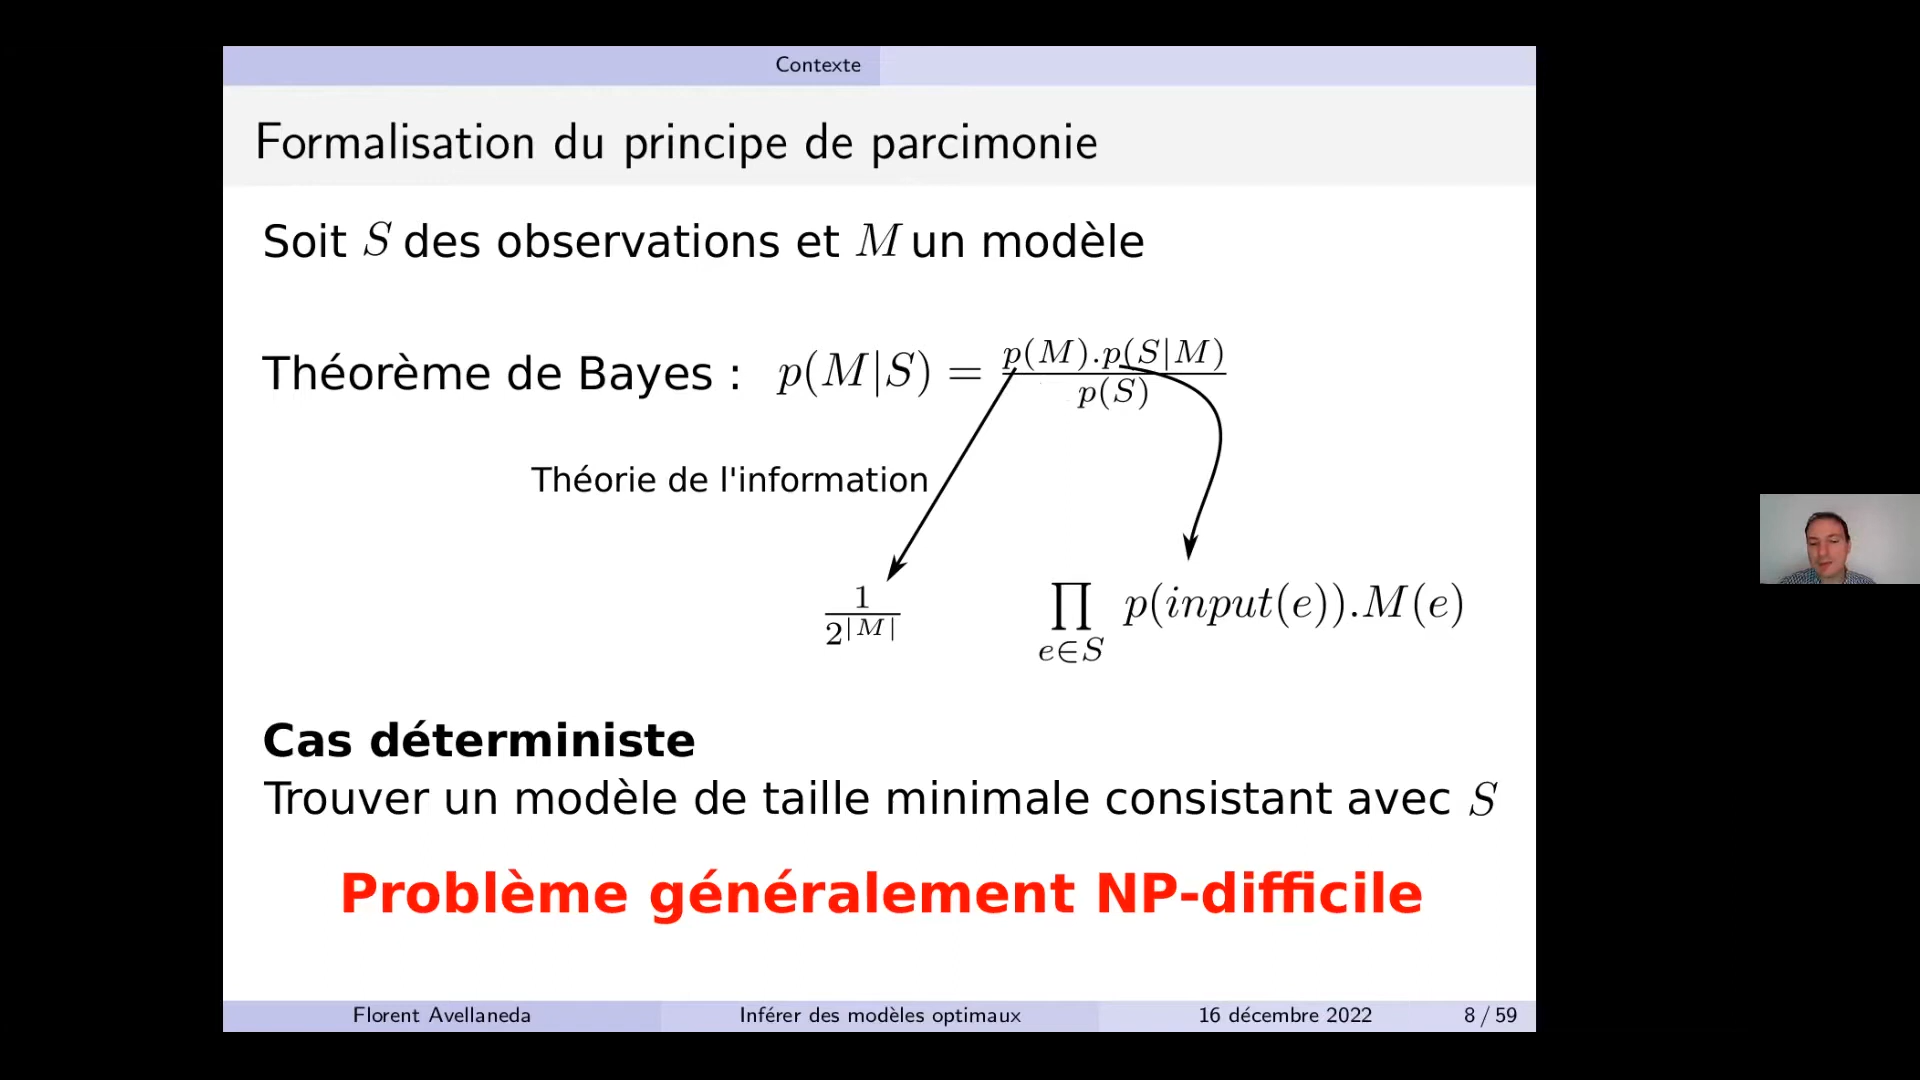 Contexte
Formalisation du principe de parcimonie
Soit S des observations et M un modèle
Théorème de Bayes : p(M|S) = p(M).p(S|M) / p(S)
Théorie de l'information
1 / 2^|M|
∏ e∈S p(input(e)).M(e)
Cas déterministe
Trouver un modèle de taille minimale consistant avec S
Problème généralement NP-difficile
Florent Avellaneda Inférer des modèles optimaux 16 décembre 2022 8 / 59